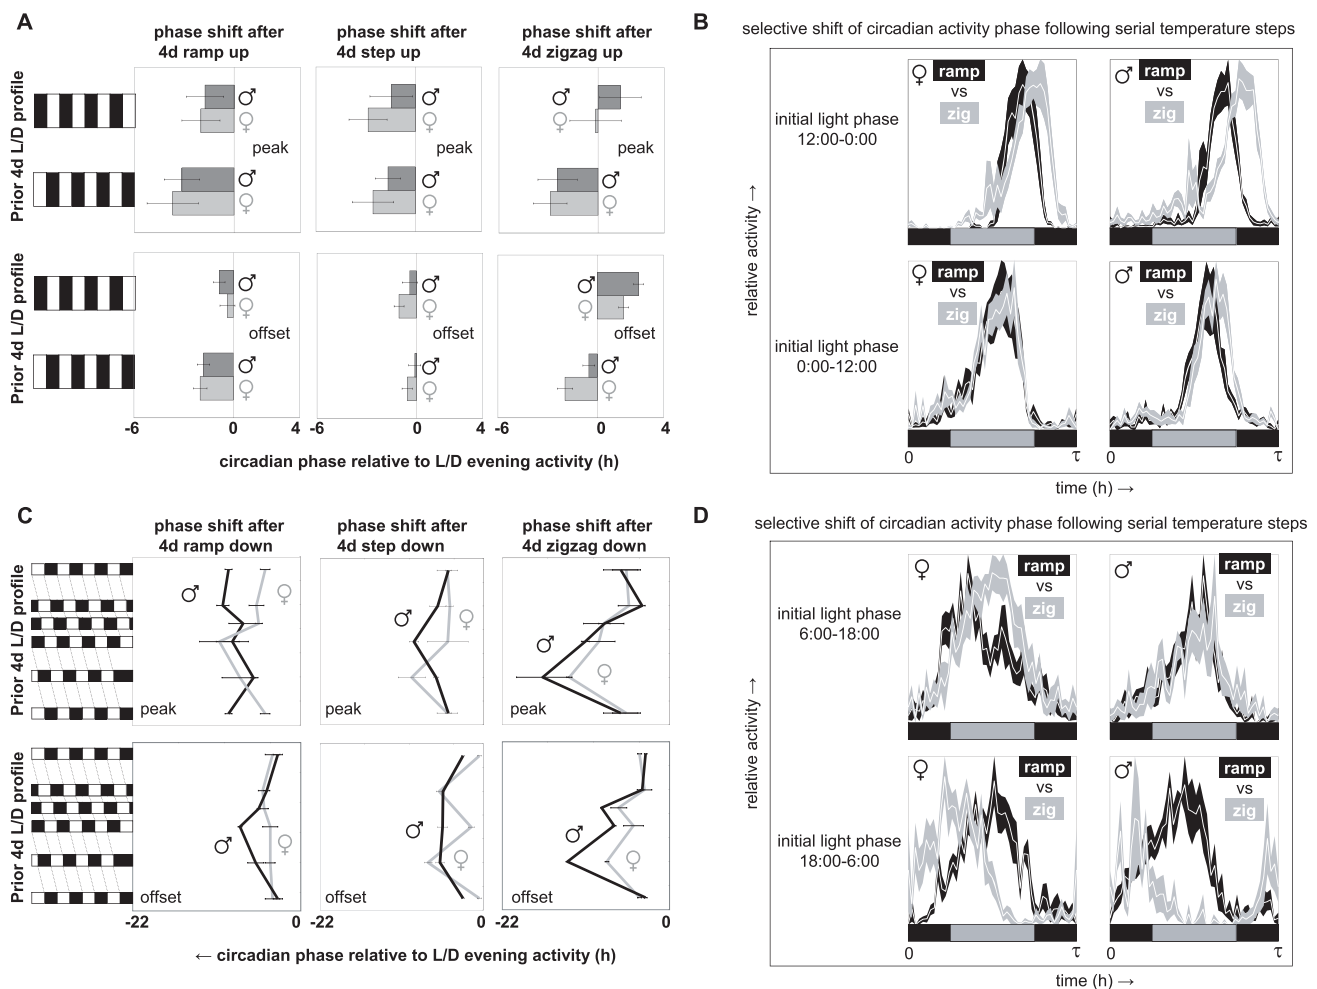 A
phase shift after
4d ramp up
phase shift after
4d step up
phase shift after
4d zigzag up
Prior 4d L/D profile
♂
♀
peak
♂
♀
♂
♀
peak
♂
♀
♂
♀
peak
♂
♀
Prior 4d L/D profile
♂
♀
offset
♂
♀
♂
♀
offset
♂
♀
♂
♀
offset
♂
♀
-6 0 4
-6 0 4
-6 0 4
circadian phase relative to L/D evening activity (h)
B
selective shift of circadian activity phase following serial temperature steps
relative activity →
initial light phase
12:00-0:00
♀ ramp
vs
zig
♂ ramp
vs
zig
initial light phase
0:00-12:00
♀ ramp
vs
zig
♂ ramp
vs
zig
0 τ
0 τ
time (h) →
C
phase shift after
4d ramp down
phase shift after
4d step down
phase shift after
4d zigzag down
Prior 4d L/D profile
♂ ♀
peak
♂ ♀
peak
♂ ♀
peak
Prior 4d L/D profile
♂ ♀
offset
♂ ♀
offset
♂ ♀
offset
-22 0
-22 0
-22 0
← circadian phase relative to L/D evening activity (h)
D
selective shift of circadian activity phase following serial temperature steps
relative activity →
initial light phase
6:00-18:00
♀ ramp
vs
zig
♂ ramp
vs
zig
initial light phase
18:00-6:00
♀ ramp
vs
zig
♂ ramp
vs
zig
0 τ
0 τ
time (h) →